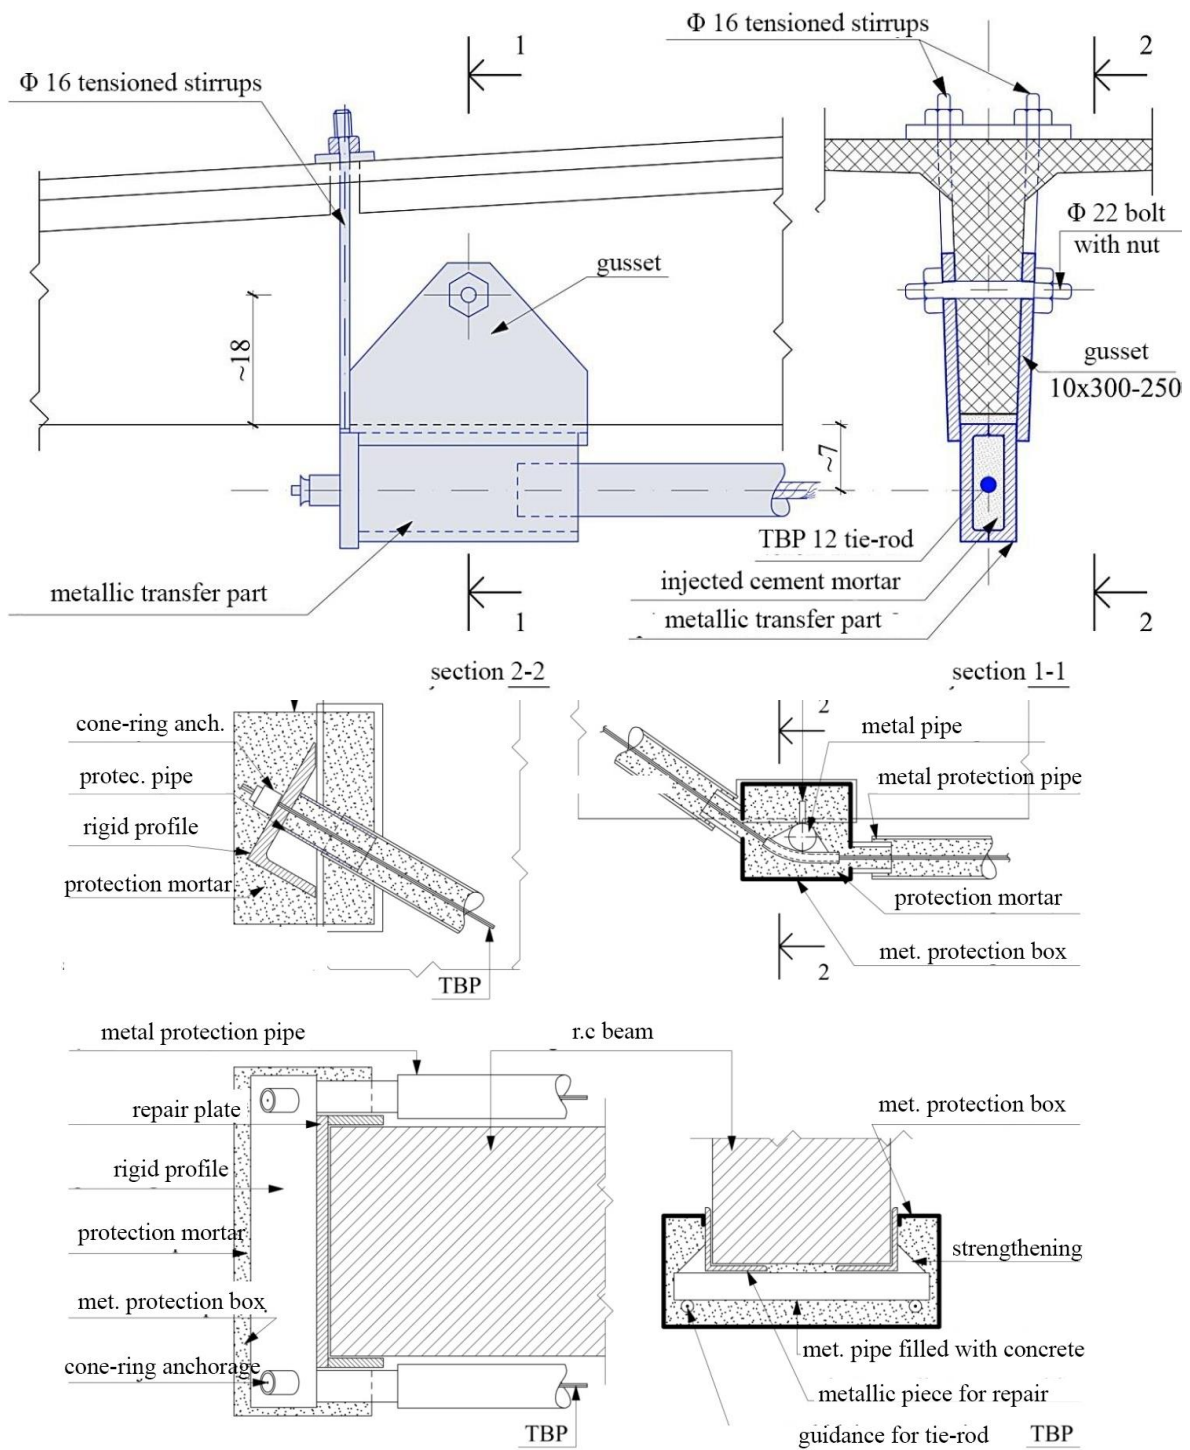 Φ 16 tensioned stirrups
1
2
Φ 16 tensioned stirrups
Φ 22 bolt
with nut
gusset
~18
gusset
10x300-250
~7
TBP 12 tie-rod
injected cement mortar
metallic transfer part
metallic transfer part
1
2
section 2-2
section 1-1
cone-ring anch.
protec. pipe
rigid profile
protection mortar
TBP
2
metal pipe
metal protection pipe
protection mortar
met. protection box
2
metal protection pipe
r.c beam
repair plate
met. protection box
rigid profile
protection mortar
strengthening
met. protection box
met. pipe filled with concrete
cone-ring anchorage
metallic piece for repair
TBP
guidance for tie-rod
TBP